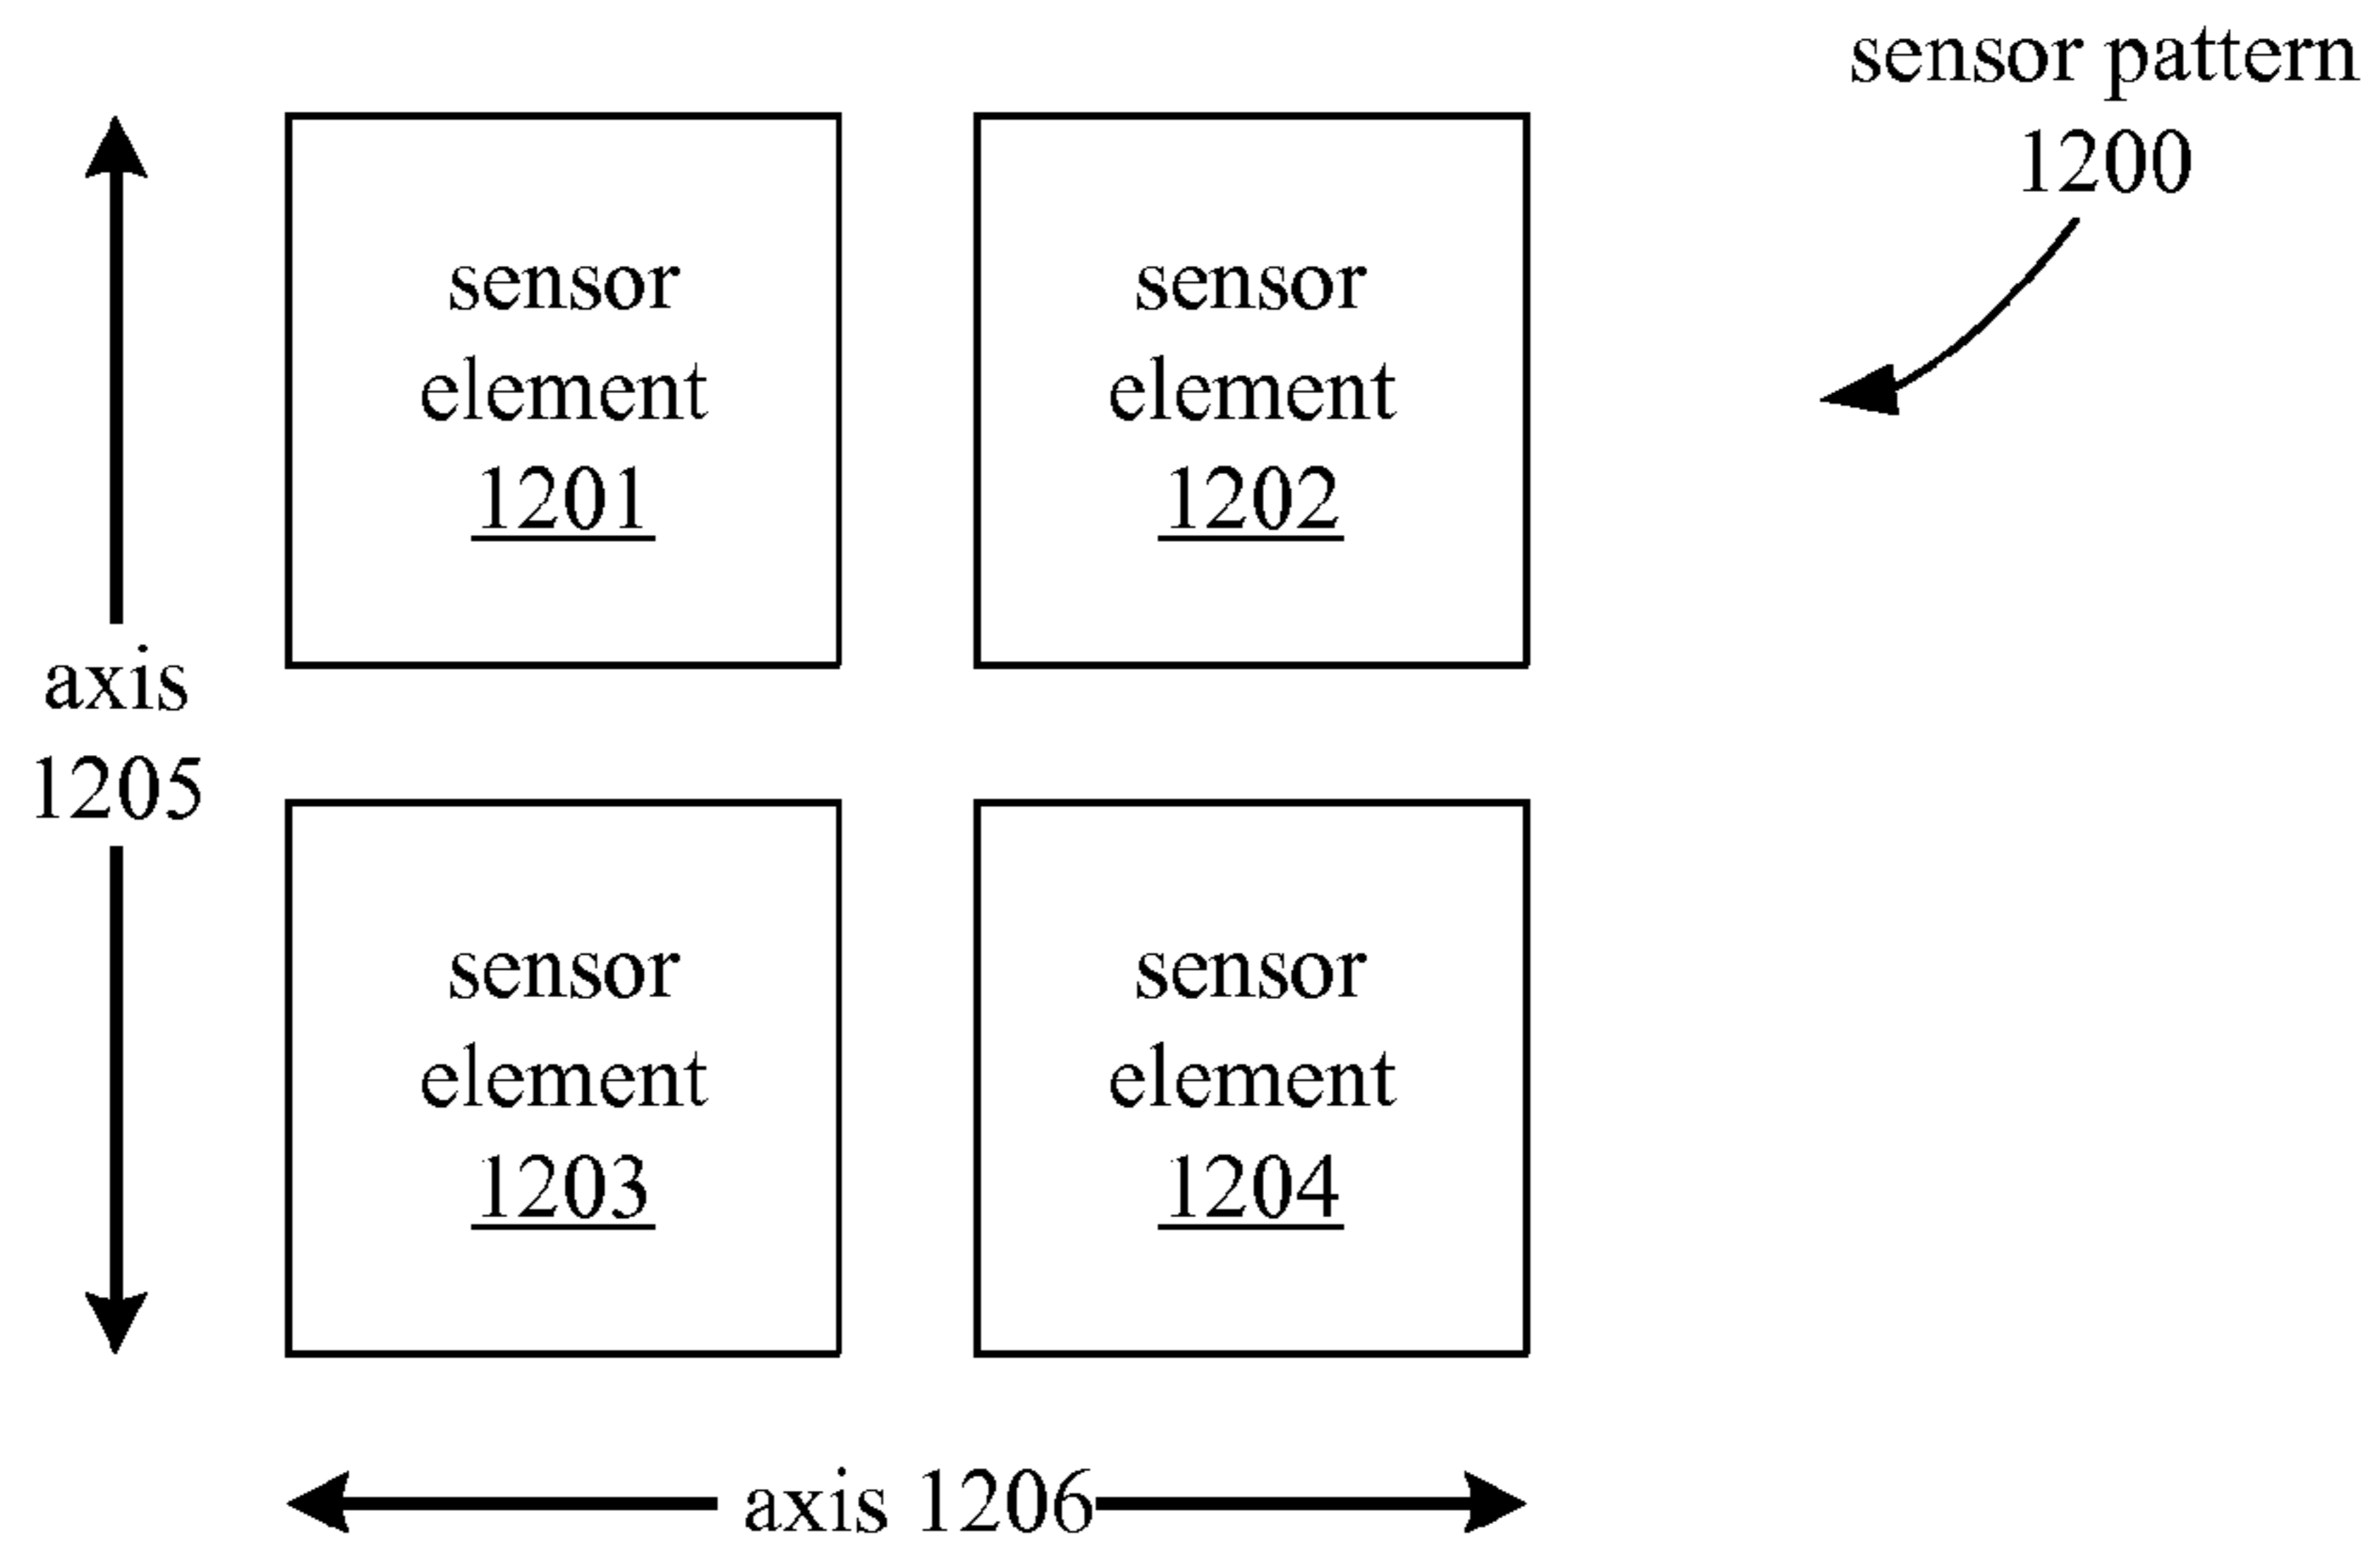 sensor pattern
1200
sensor
element
1201
sensor
element
1202
axis
1205
sensor
element
1203
sensor
element
1204
axis 1206